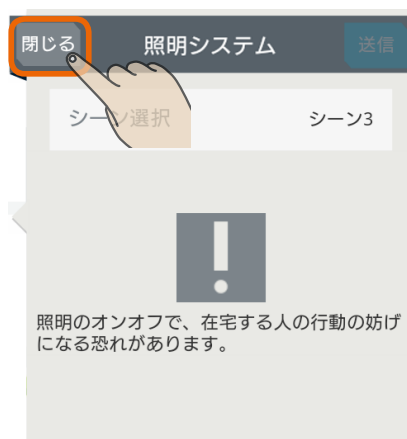 閉じる 照明システム 送信
シーン選択 シーン3
照明のオンオフで、在宅する人の行動の妨げ
になる恐れがあります。